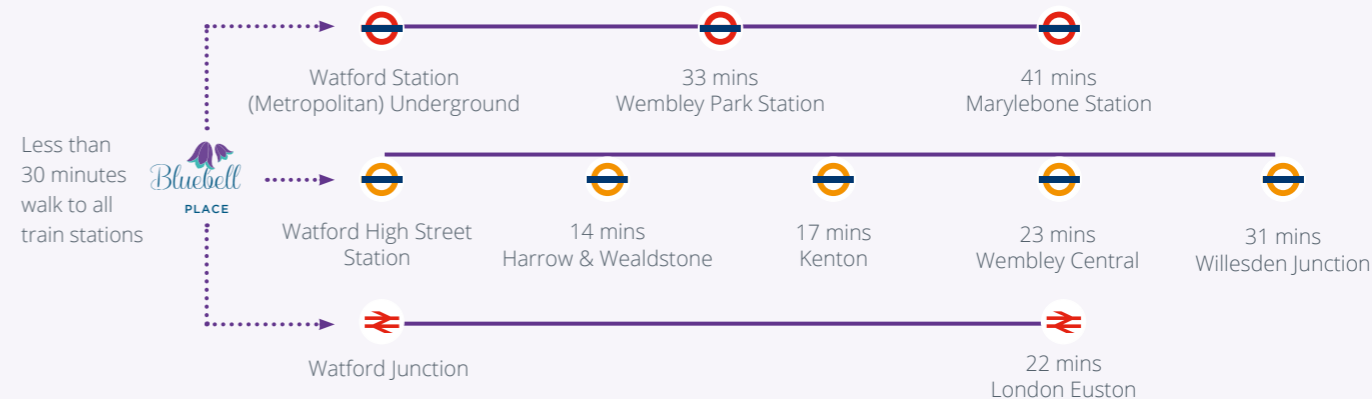 Watford Station
(Metropolitan) Underground
33 mins
Wembley Park Station
41 mins
Marylebone Station
Less than
30 minutes
walk to all
train stations
Bluebell
PLACE
Watford High Street
Station
14 mins
Harrow & Wealdstone
17 mins
Kenton
23 mins
Wembley Central
31 mins
Willesden Junction
Watford Junction
22 mins
London Euston